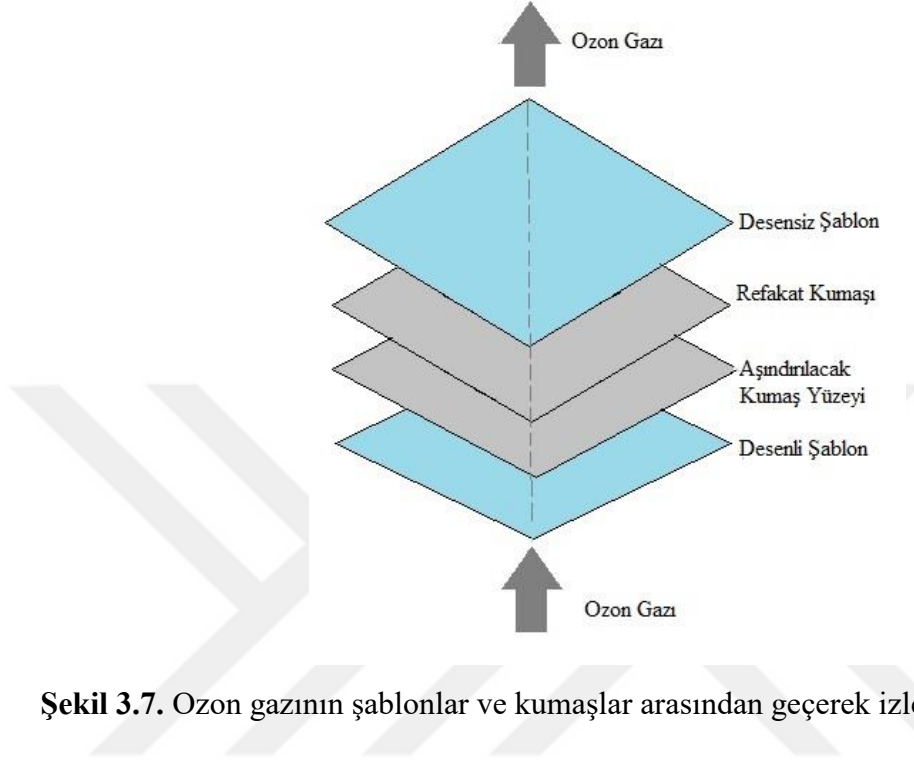 Ozon Gazı
Desensiz Şablon
Refakat Kumaşı
Aşındırılacak
Kumaş Yüzeyi
Desenli Şablon
Ozon Gazı
Şekil 3.7. Ozon gazının şablonlar ve kumaşlar arasından geçerek